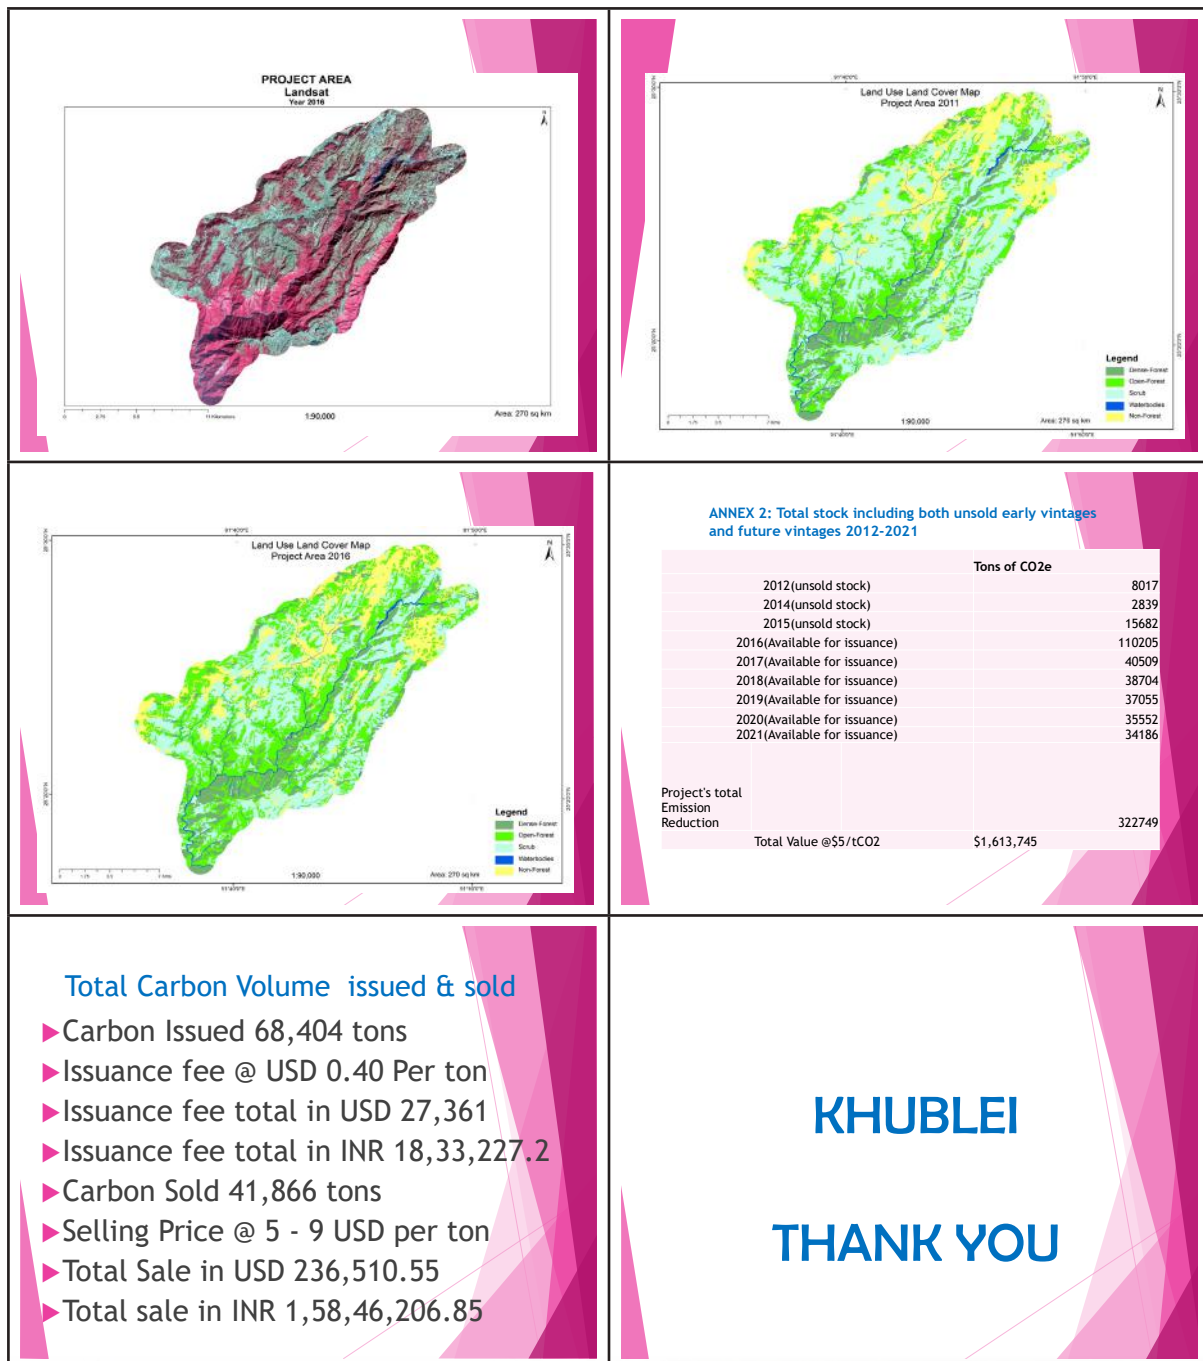 PROJECT AREA
Landsat
Year 2016
N
1:90,000
Area: 270 sq km
Land Use Land Cover Map
Project Area 2011
N
Legend
Dense-Forest
Open-Forest
Scrub
Waterbodies
Non-Forest
1:90,000
Area: 270 sq km
Land Use Land Cover Map
Project Area 2016
N
Legend
Dense-Forest
Open-Forest
Scrub
Waterbodies
Non-Forest
1:90,000
Area: 270 sq km
ANNEX 2: Total stock including both unsold early vintages
and future vintages 2012-2021
Tons of CO2e
2012(unsold stock) 8017
2014(unsold stock) 2839
2015(unsold stock) 15682
2016(Available for issuance) 110205
2017(Available for issuance) 40509
2018(Available for issuance) 38704
2019(Available for issuance) 37055
2020(Available for issuance) 35552
2021(Available for issuance) 34186
Project's total
Emission
Reduction 322749
Total Value @$5/tCO2 $1,613,745
Total Carbon Volume issued & sold
Carbon Issued 68,404 tons
Issuance fee @ USD 0.40 Per ton
Issuance fee total in USD 27,361
Issuance fee total in INR 18,33,227.2
Carbon Sold 41,866 tons
Selling Price @ 5 - 9 USD per ton
Total Sale in USD 236,510.55
Total sale in INR 1,58,46,206.85
KHUBLEI
THANK YOU